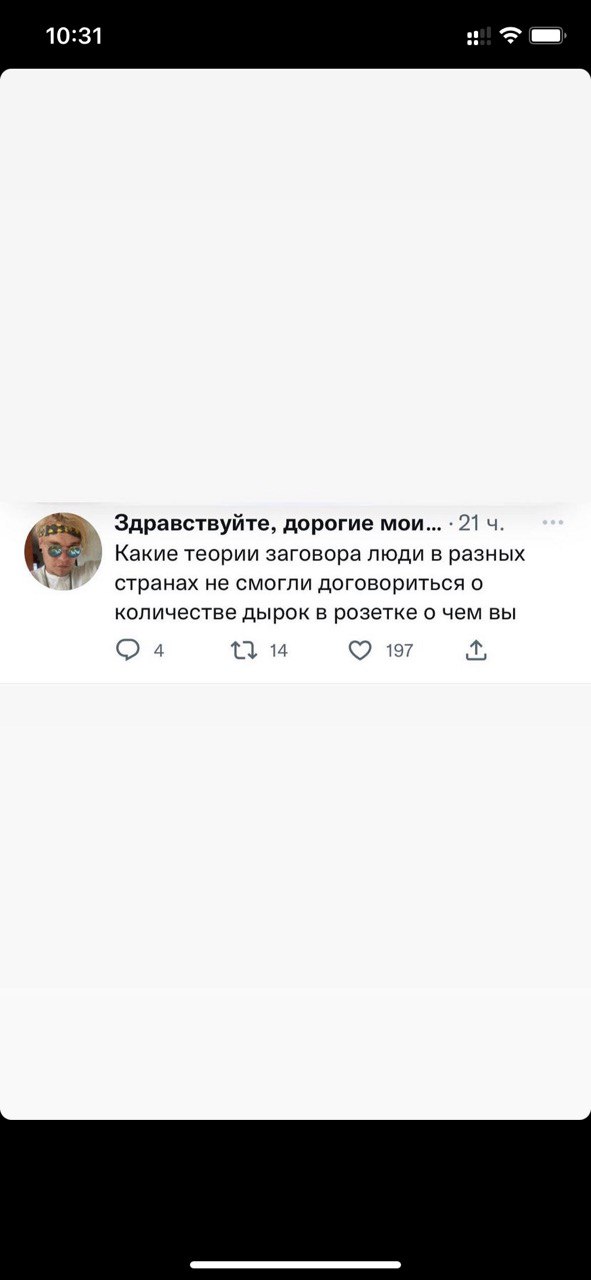 10:31
Здравствуйте, дорогие мои... · 21 ч.
Какие теории заговора люди в разных
странах не смогли договориться о
количестве дырок в розетке о чем вы
4 14 197